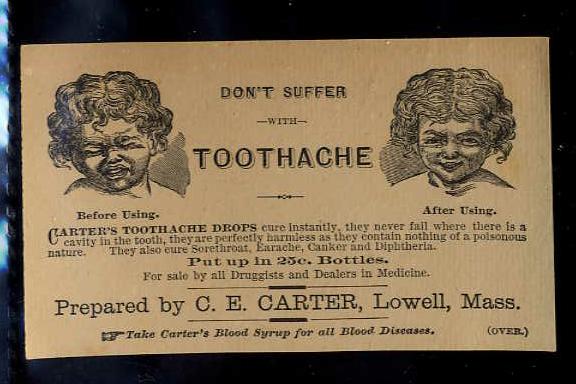 DON'T SUFFER
—WITH—
TOOTHACHE
Before Using.
After Using.
CARTER'S TOOTHACHE DROPS cure instantly, they never fail where there is a
cavity in the tooth, they are perfectly harmless as they contain nothing of a poisonous
nature. They also cure Sorethroat, Earache, Canker and Diphtheria.
Put up in 25c. Bottles.
For sale by all Druggists and Dealers in Medicine.
Prepared by C. E. CARTER, Lowell, Mass.
☞Take Carter's Blood Syrup for all Blood Diseases. (OVER.)